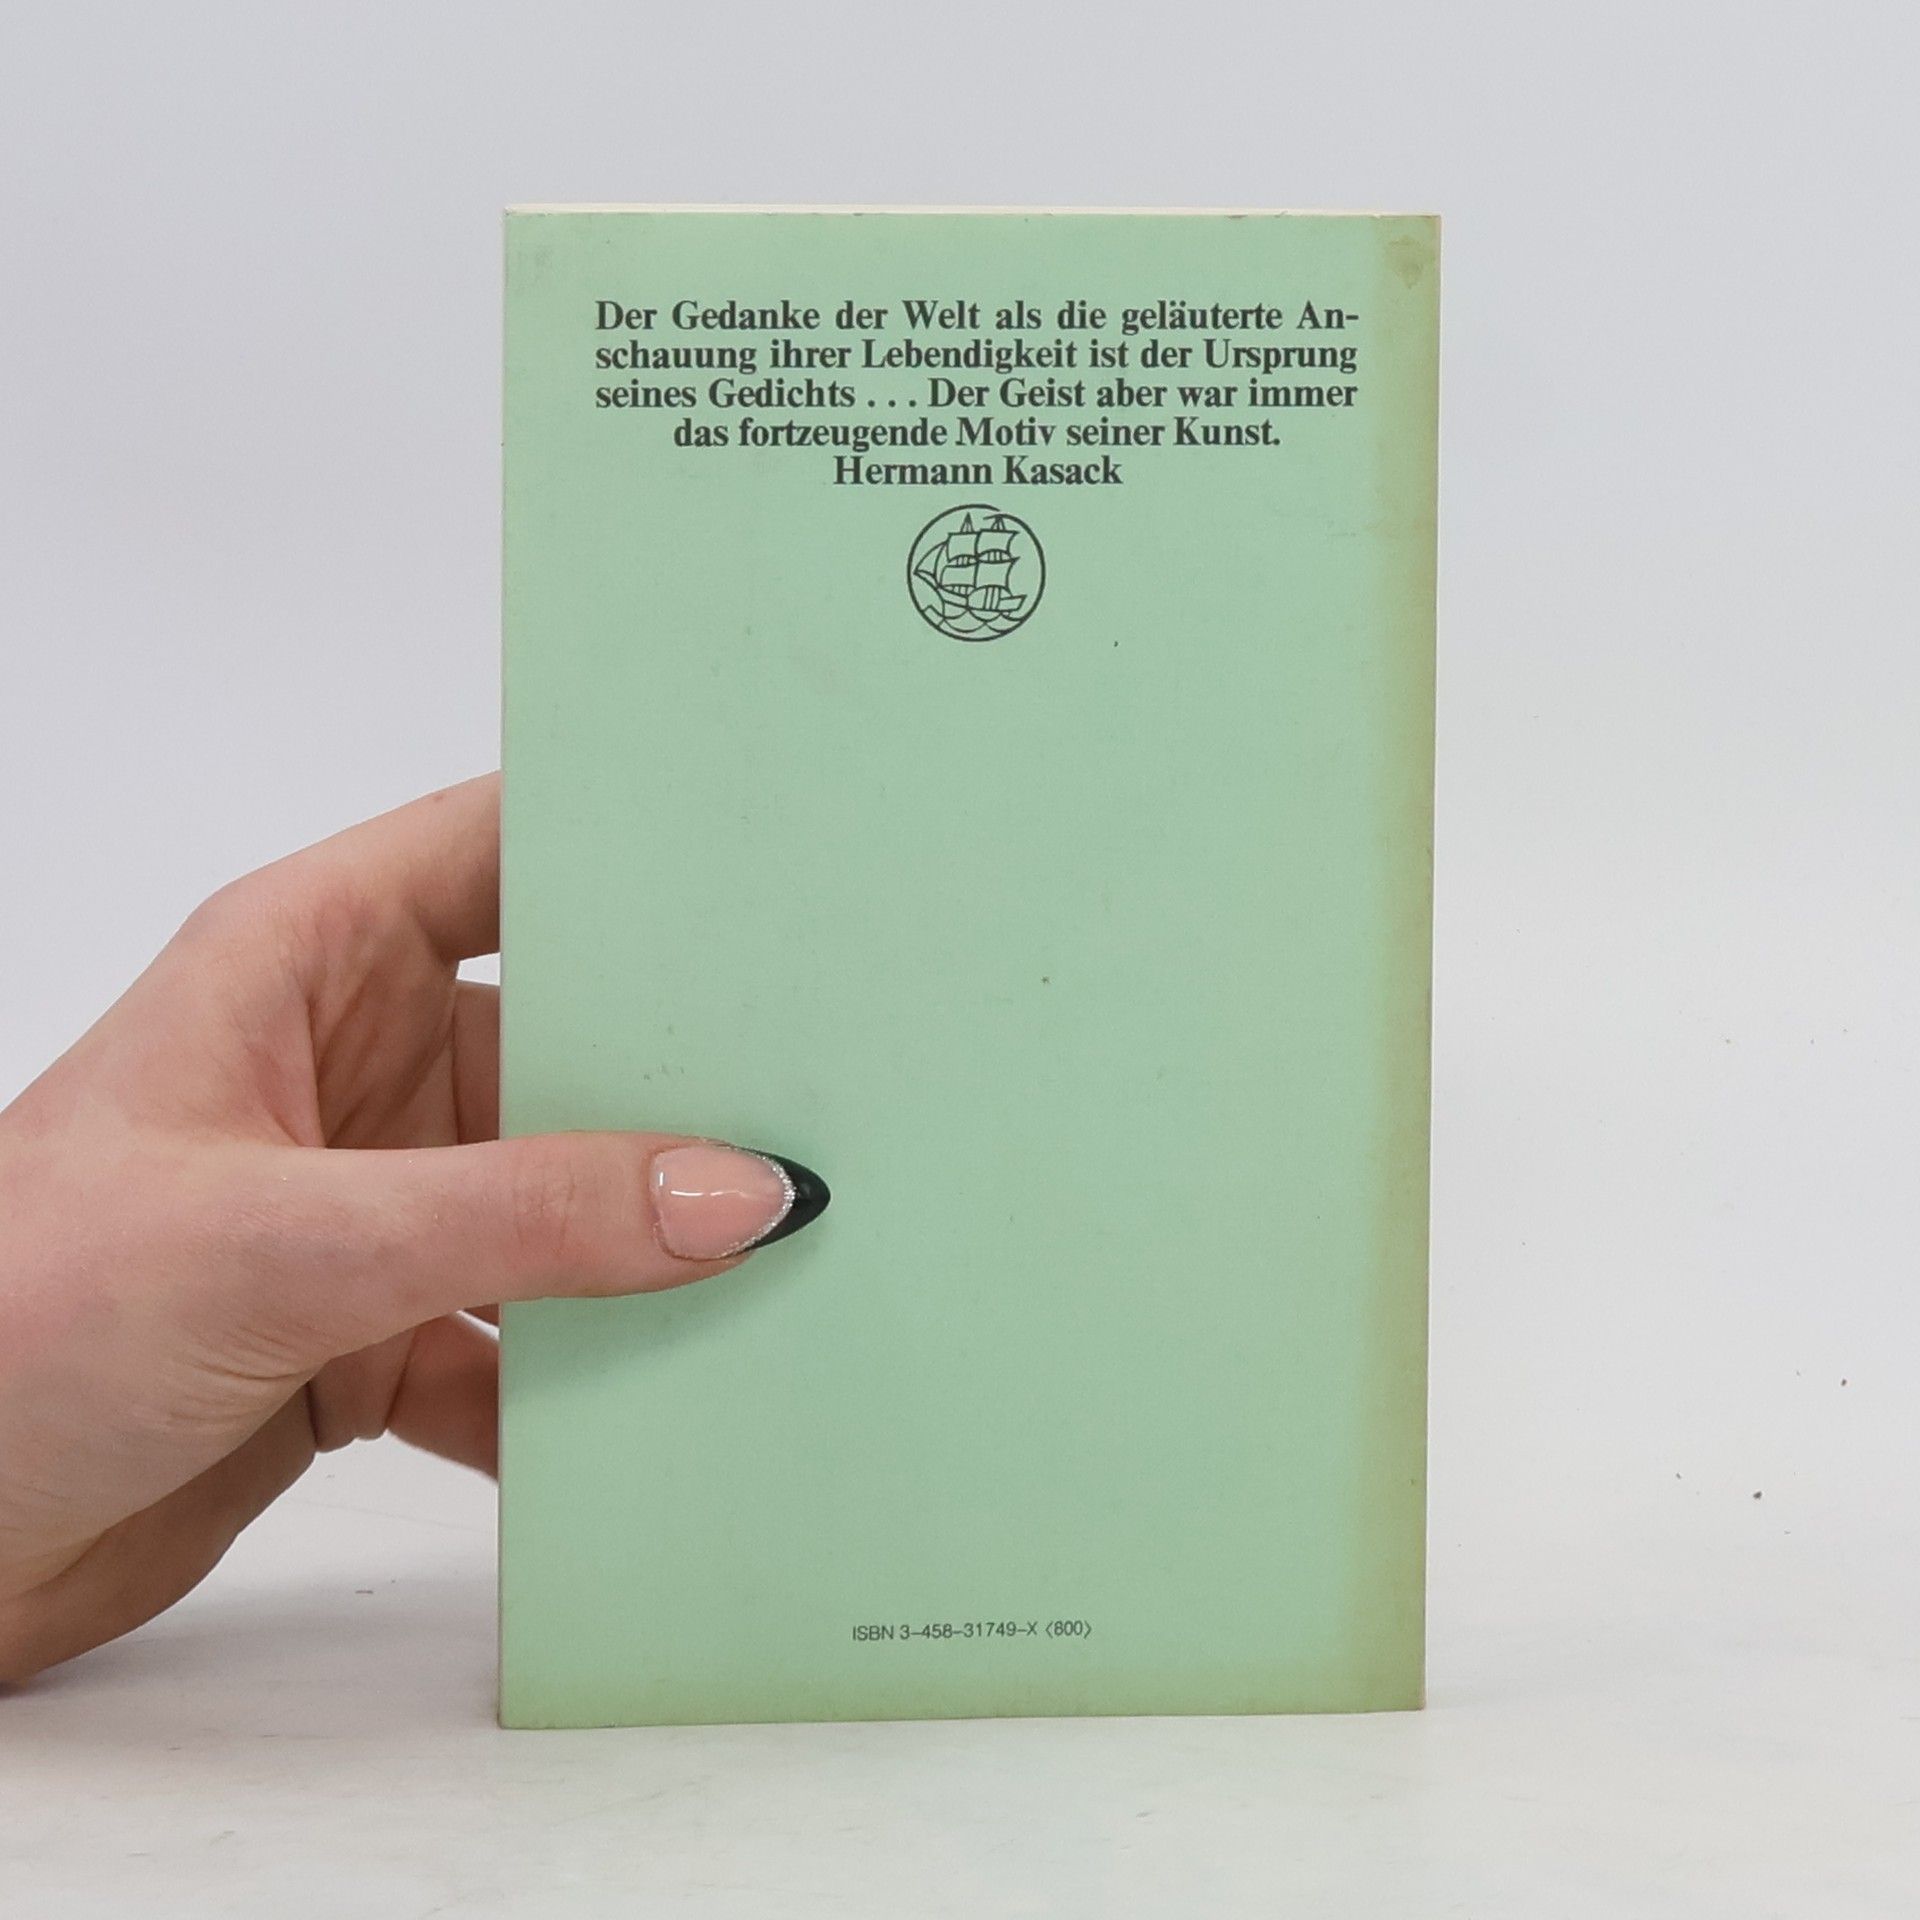 Der Gedanke der Welt als die geläuterte An-
schauung ihrer Lebendigkeit ist der Ursprung
seines Gedichts . . . Der Geist aber war immer
das fortzeugende Motiv seiner Kunst.
Hermann Kasack
ISBN 3–458–31749–X ⟨800⟩